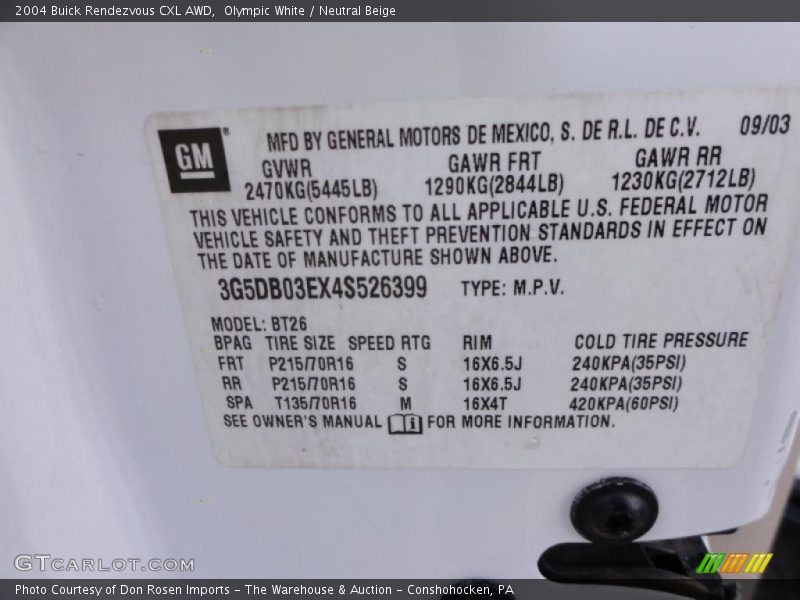 2004 Buick Rendezvous CXL AWD,  Olympic White / Neutral Beige
GM®
MFD BY GENERAL MOTORS DE MEXICO, S. DE R.L. DE C.V. 09/03
GVWR GAWR FRT GAWR RR
2470KG(5445LB) 1290KG(2844LB) 1230KG(2712LB)
THIS VEHICLE CONFORMS TO ALL APPLICABLE U.S. FEDERAL MOTOR
VEHICLE SAFETY AND THEFT PREVENTION STANDARDS IN EFFECT ON
THE DATE OF MANUFACTURE SHOWN ABOVE.
3G5DB03EX4S526399 TYPE: M.P.V.
MODEL: BT26
BPAG TIRE SIZE SPEED RTG RIM COLD TIRE PRESSURE
FRT P215/70R16 S 16X6.5J 240KPA(35PSI)
RR P215/70R16 S 16X6.5J 240KPA(35PSI)
SPA T135/70R16 M 16X4T 420KPA(60PSI)
SEE OWNER'S MANUAL i FOR MORE INFORMATION.
GTCARLOT.COM
Photo Courtesy of Don Rosen Imports – The Warehouse & Auction – Conshohocken, PA